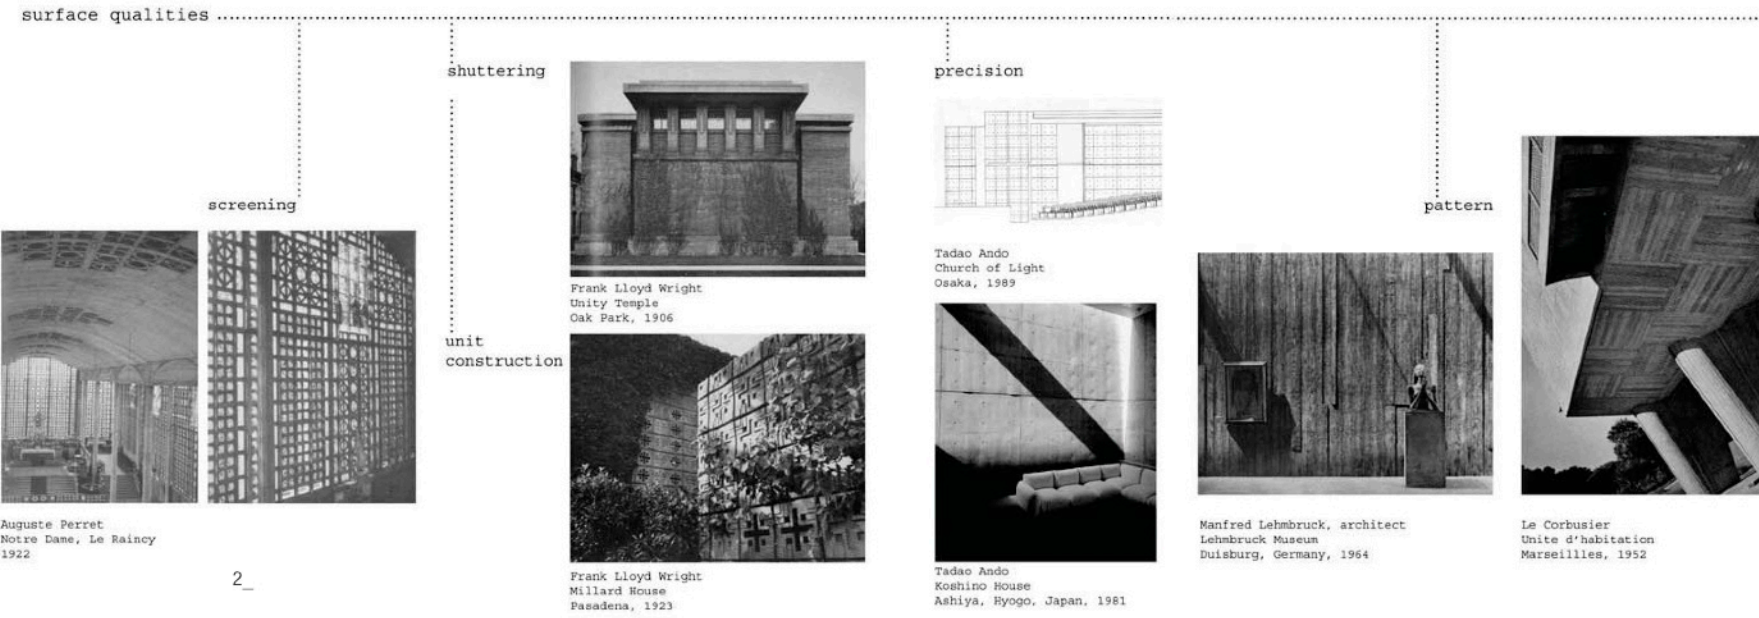 surface qualities
shuttering
precision
screening
pattern
unit
construction
Auguste Perret
Notre Dame, Le Raincy
1922
Frank Lloyd Wright
Unity Temple
Oak Park, 1906
Frank Lloyd Wright
Millard House
Pasadena, 1923
Tadao Ando
Church of Light
Osaka, 1989
Tadao Ando
Koshino House
Ashiya, Hyogo, Japan, 1981
Manfred Lehmbruck, architect
Lehmbruck Museum
Duisburg, Germany, 1964
Le Corbusier
Unite d'habitation
Marseillles, 1952
2_